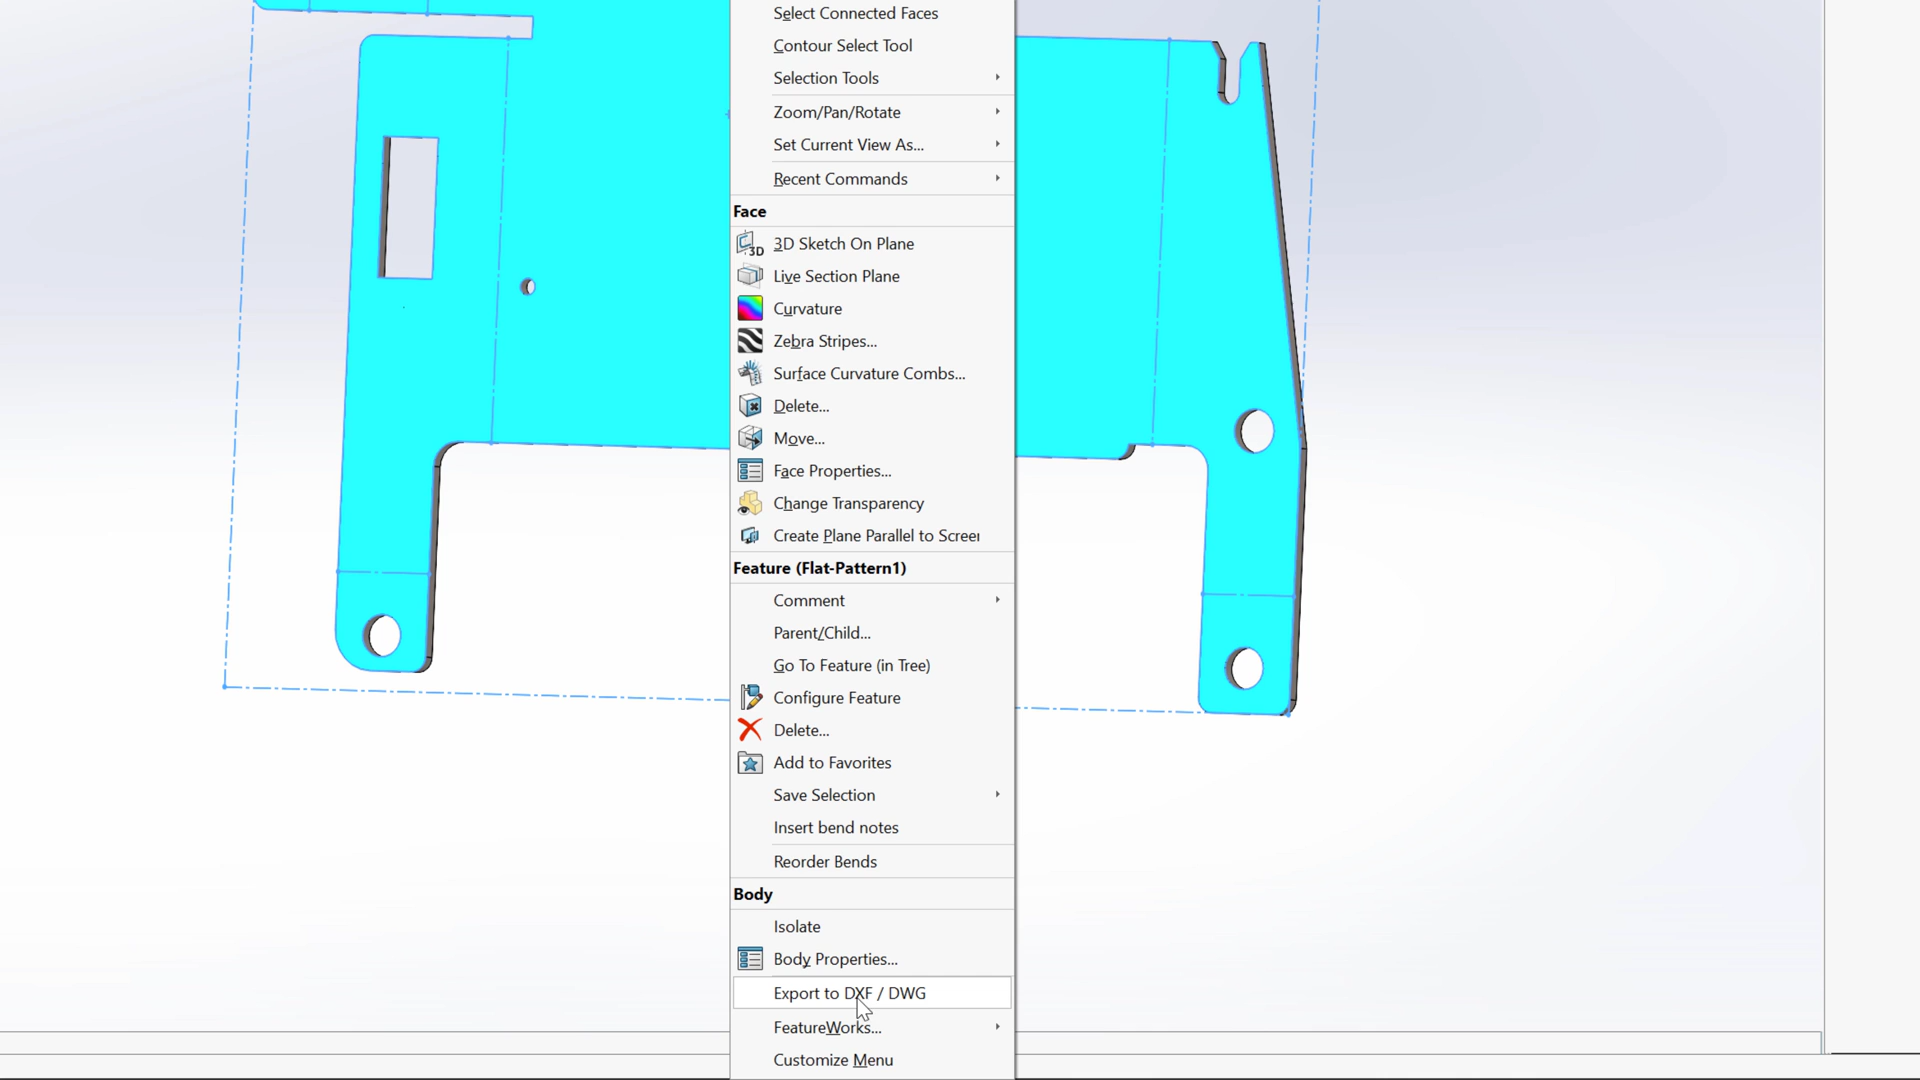 Select Connected Faces
Contour Select Tool
Selection Tools
Zoom/Pan/Rotate
Set Current View As...
Recent Commands
Face
3D Sketch On Plane
Live Section Plane
Curvature
Zebra Stripes...
Surface Curvature Combs...
Delete...
Move...
Face Properties...
Change Transparency
Create Plane Parallel to Screen
Feature (Flat-Pattern1)
Comment
Parent/Child...
Go To Feature (in Tree)
Configure Feature
Delete...
Add to Favorites
Save Selection
Insert bend notes
Reorder Bends
Body
Isolate
Body Properties...
Export to DXF / DWG
FeatureWorks...
Customize Menu